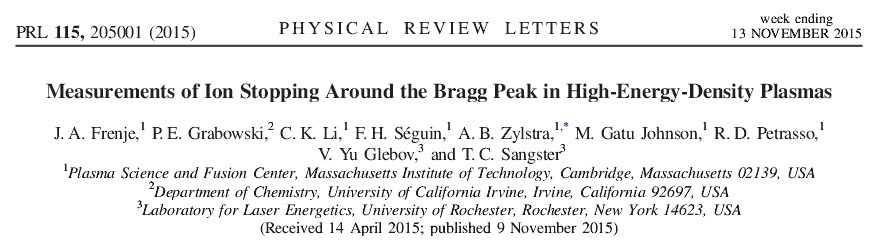 PRL 115, 205001 (2015)
PHYSICAL REVIEW LETTERS
week ending
13 NOVEMBER 2015
Measurements of Ion Stopping Around the Bragg Peak in High-Energy-Density Plasmas
J. A. Frenje,¹ P. E. Grabowski,² C. K. Li,¹ F. H. Séguin,¹ A. B. Zylstra,¹,* M. Gatu Johnson,¹ R. D. Petrasso,¹
V. Yu Glebov,³ and T. C. Sangster³
¹Plasma Science and Fusion Center, Massachusetts Institute of Technology, Cambridge, Massachusetts 02139, USA
²Department of Chemistry, University of California Irvine, Irvine, California 92697, USA
³Laboratory for Laser Energetics, University of Rochester, Rochester, New York 14623, USA
(Received 14 April 2015; published 9 November 2015)